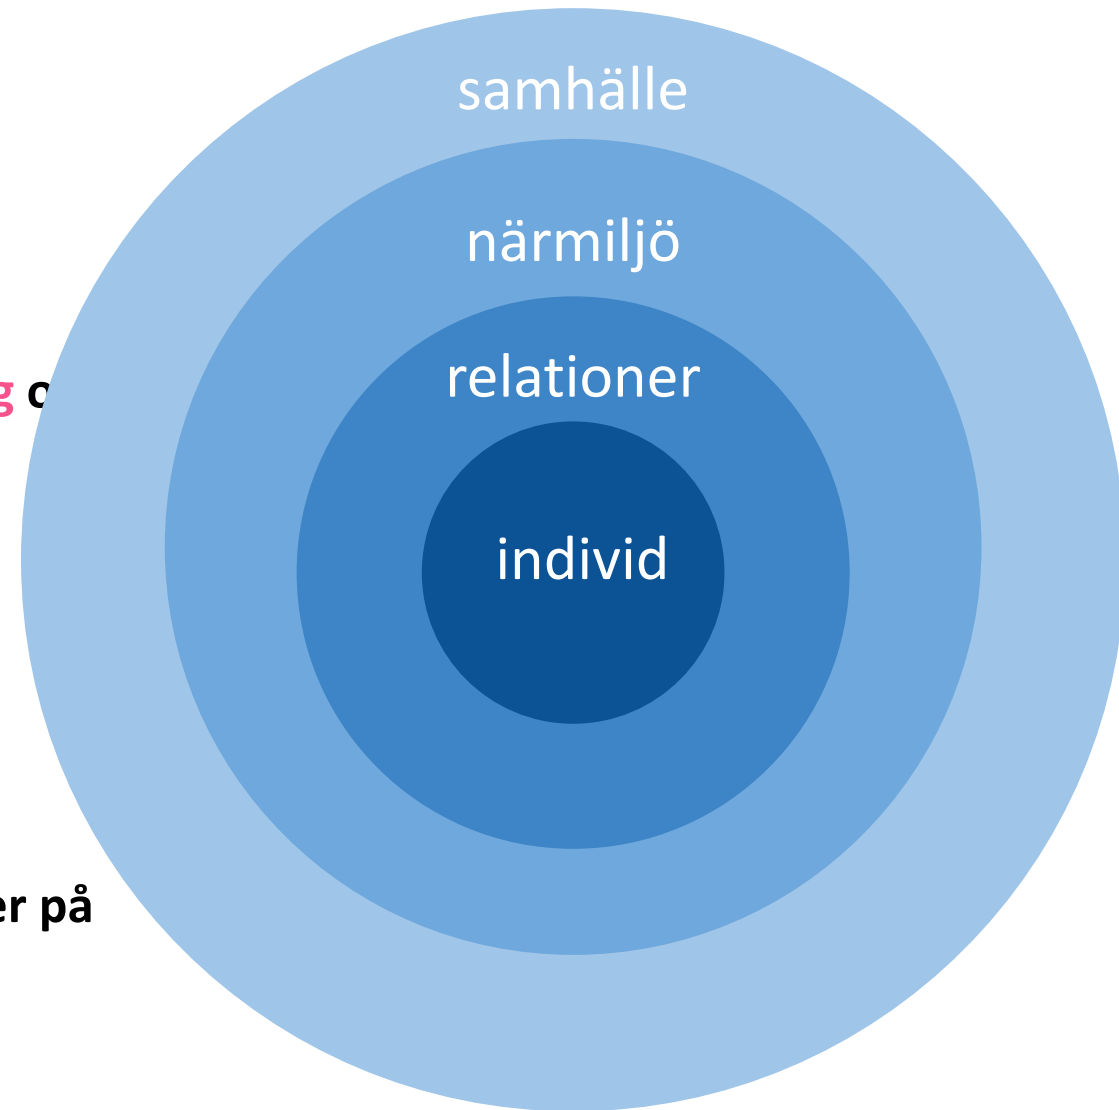 samhälle
närmiljö
relationer
g
individ
er på